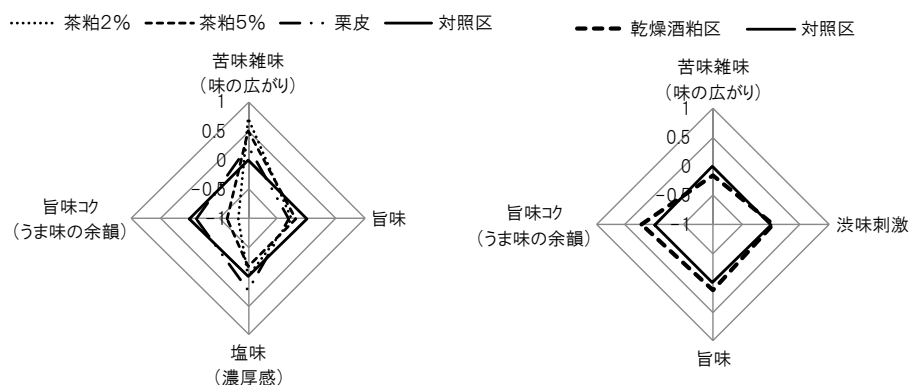 茶粕2% 茶粕5% 栗皮 対照区
苦味雑味
(味の広がり)
1
0.5
0
-0.5
-1
旨味コク
(うま味の余韻)
旨味
塩味
(濃厚感)
乾燥酒粕区 対照区
苦味雑味
(味の広がり)
1
0.5
0
-0.5
-1
旨味コク
(うま味の余韻)
渋味刺激
旨味